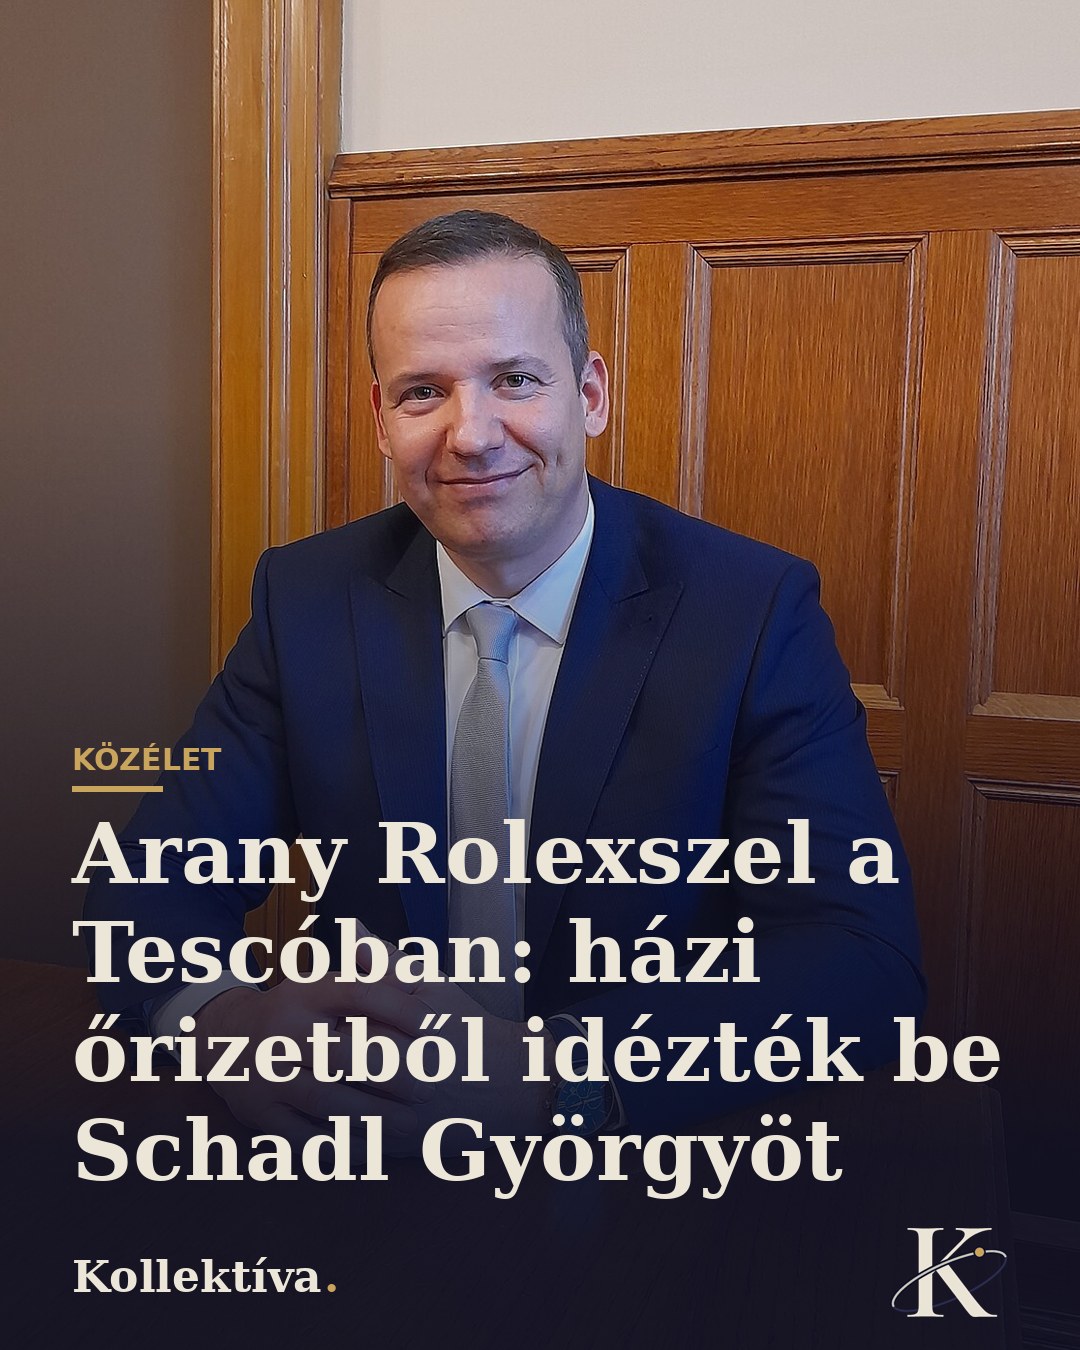 KÖZÉLET
Arany Rolexszel a
Tescóban: házi
őrizetből idézték be
Schadl Györgyöt
Kollektíva.
K